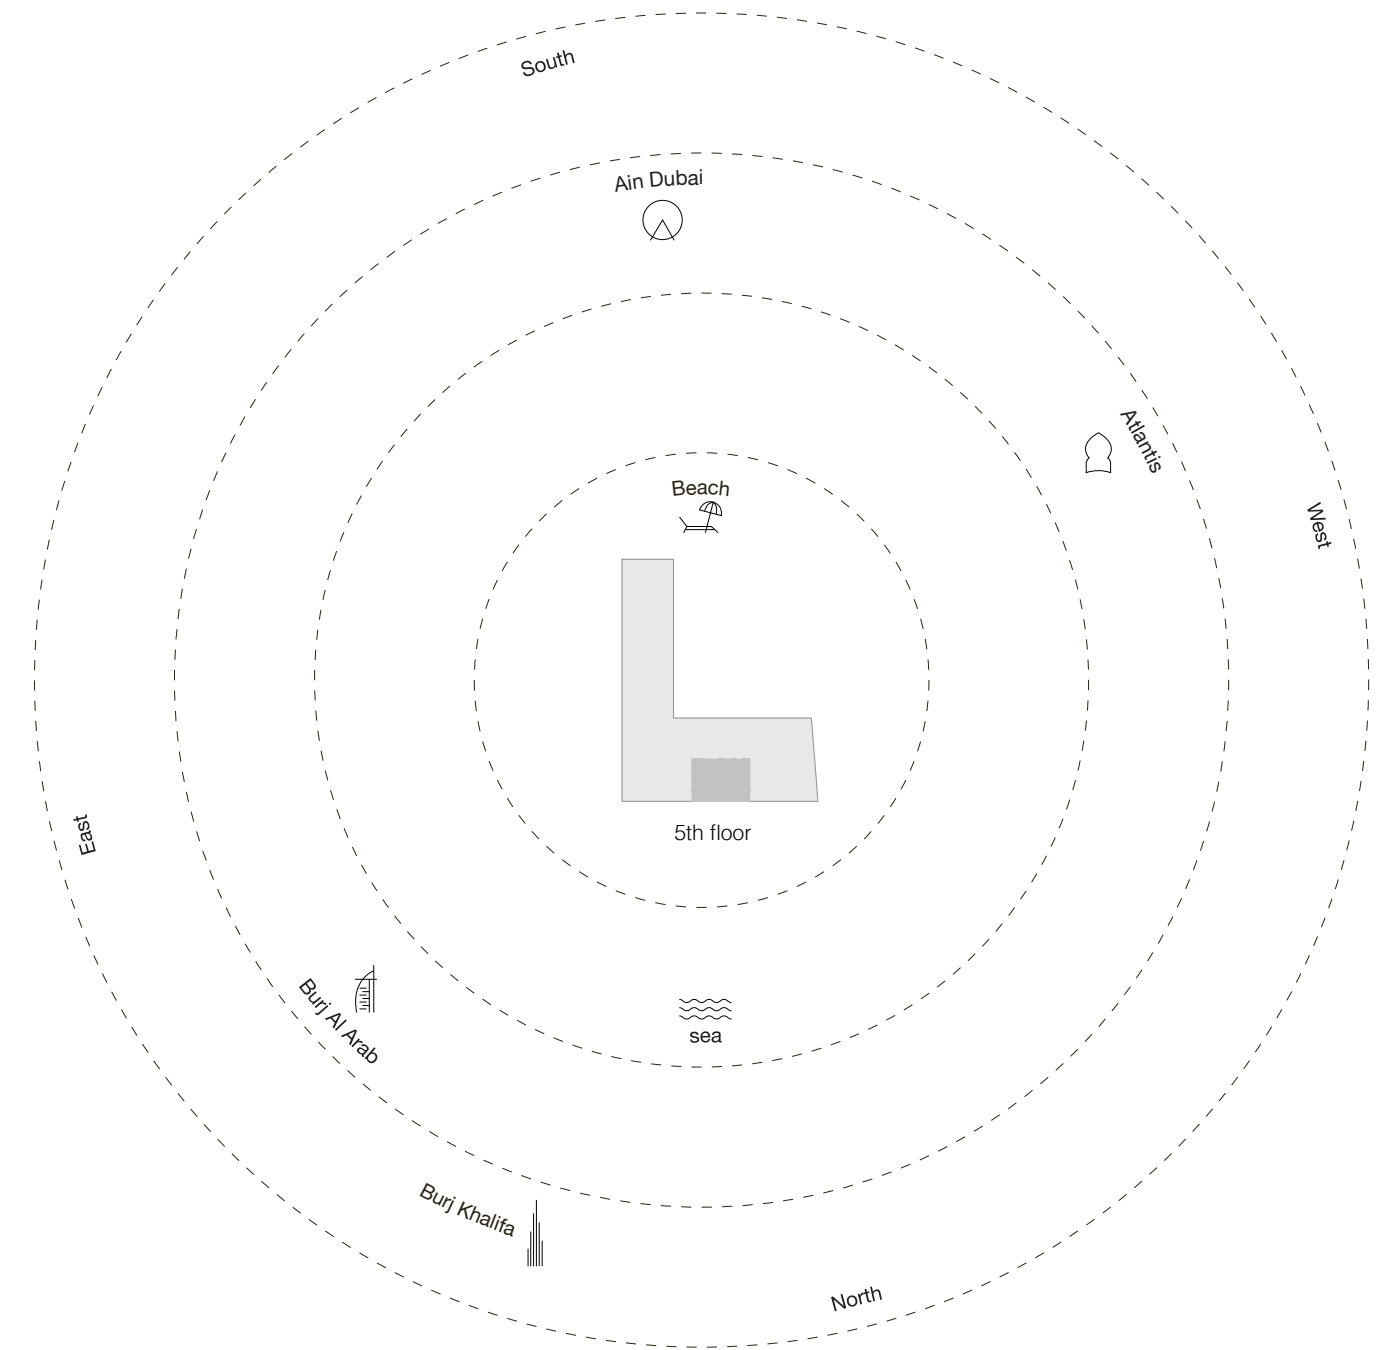 South
Ain Dubai
Atlantis
Beach
West
East
5th floor
Burj Al Arab
sea
Burj Khalifa
North